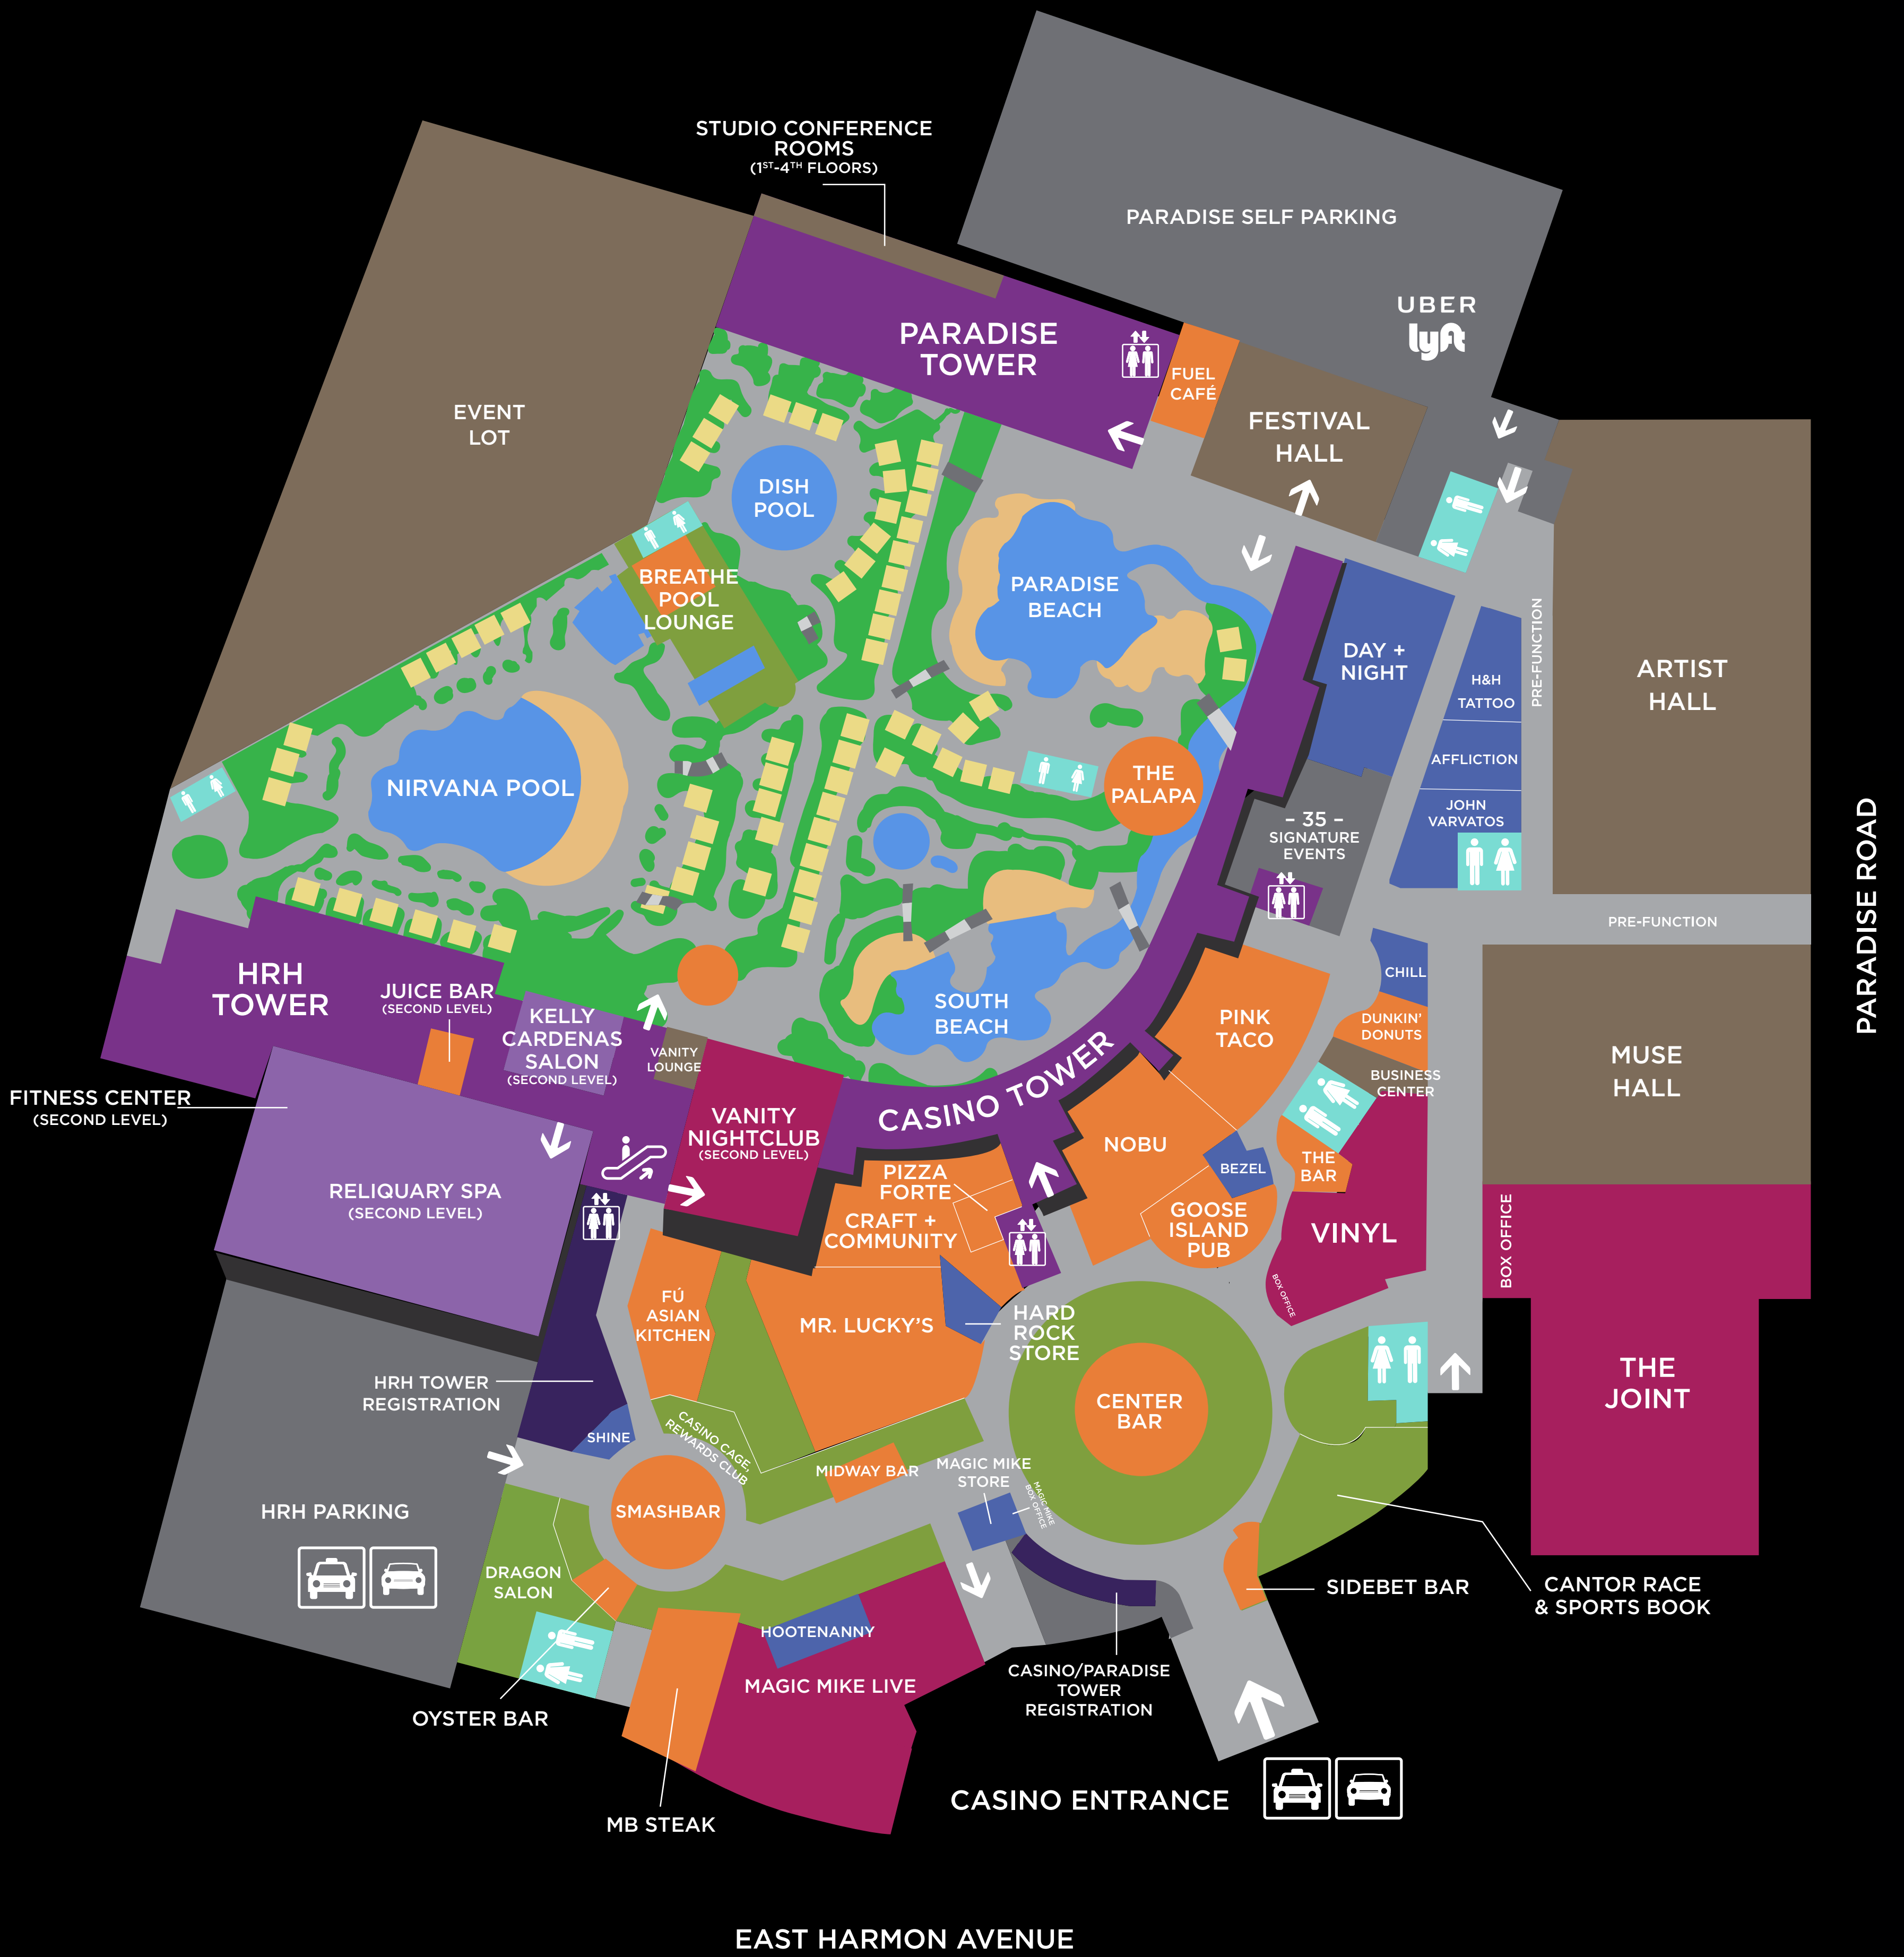 STUDIO CONFERENCE
ROOMS
(1ST-4TH FLOORS)
PARADISE SELF PARKING
UBER
lyft
PARADISE
TOWER
FUEL
CAFÉ
FESTIVAL
HALL
EVENT
LOT
DISH
POOL
BREATHE
POOL
LOUNGE
PARADISE
BEACH
DAY +
NIGHT
H&H
TATTOO
PRE-FUNCTION
ARTIST
HALL
AFFLICTION
JOHN
VARVATOS
NIRVANA POOL
THE
PALAPA
– 35 –
SIGNATURE
EVENTS
PARADISE ROAD
PRE-FUNCTION
HRH
TOWER
JUICE BAR
(SECOND LEVEL)
KELLY
CARDENAS
SALON
(SECOND LEVEL)
VANITY
LOUNGE
SOUTH
BEACH
PINK
TACO
CHILL
DUNKIN'
DONUTS
BUSINESS
CENTER
MUSE
HALL
FITNESS CENTER
(SECOND LEVEL)
VANITY
NIGHTCLUB
(SECOND LEVEL)
CASINO TOWER
NOBU
BEZEL
THE
BAR
RELIQUARY SPA
(SECOND LEVEL)
PIZZA
FORTE
CRAFT +
COMMUNITY
GOOSE
ISLAND
PUB
VINYL
BOX OFFICE
BOX OFFICE
FÚ
ASIAN
KITCHEN
MR. LUCKY'S
HARD
ROCK
STORE
THE
JOINT
HRH TOWER
REGISTRATION
CENTER
BAR
SHINE
CASINO CAGE,
REWARDS CLUB
MIDWAY BAR
MAGIC MIKE
STORE
MAGIC MIKE
BOX OFFICE
HRH PARKING
SMASHBAR
DRAGON
SALON
SIDEBET BAR
CANTOR RACE
& SPORTS BOOK
HOOTENANNY
MAGIC MIKE LIVE
CASINO/PARADISE
TOWER
REGISTRATION
OYSTER BAR
CASINO ENTRANCE
MB STEAK
EAST HARMON AVENUE